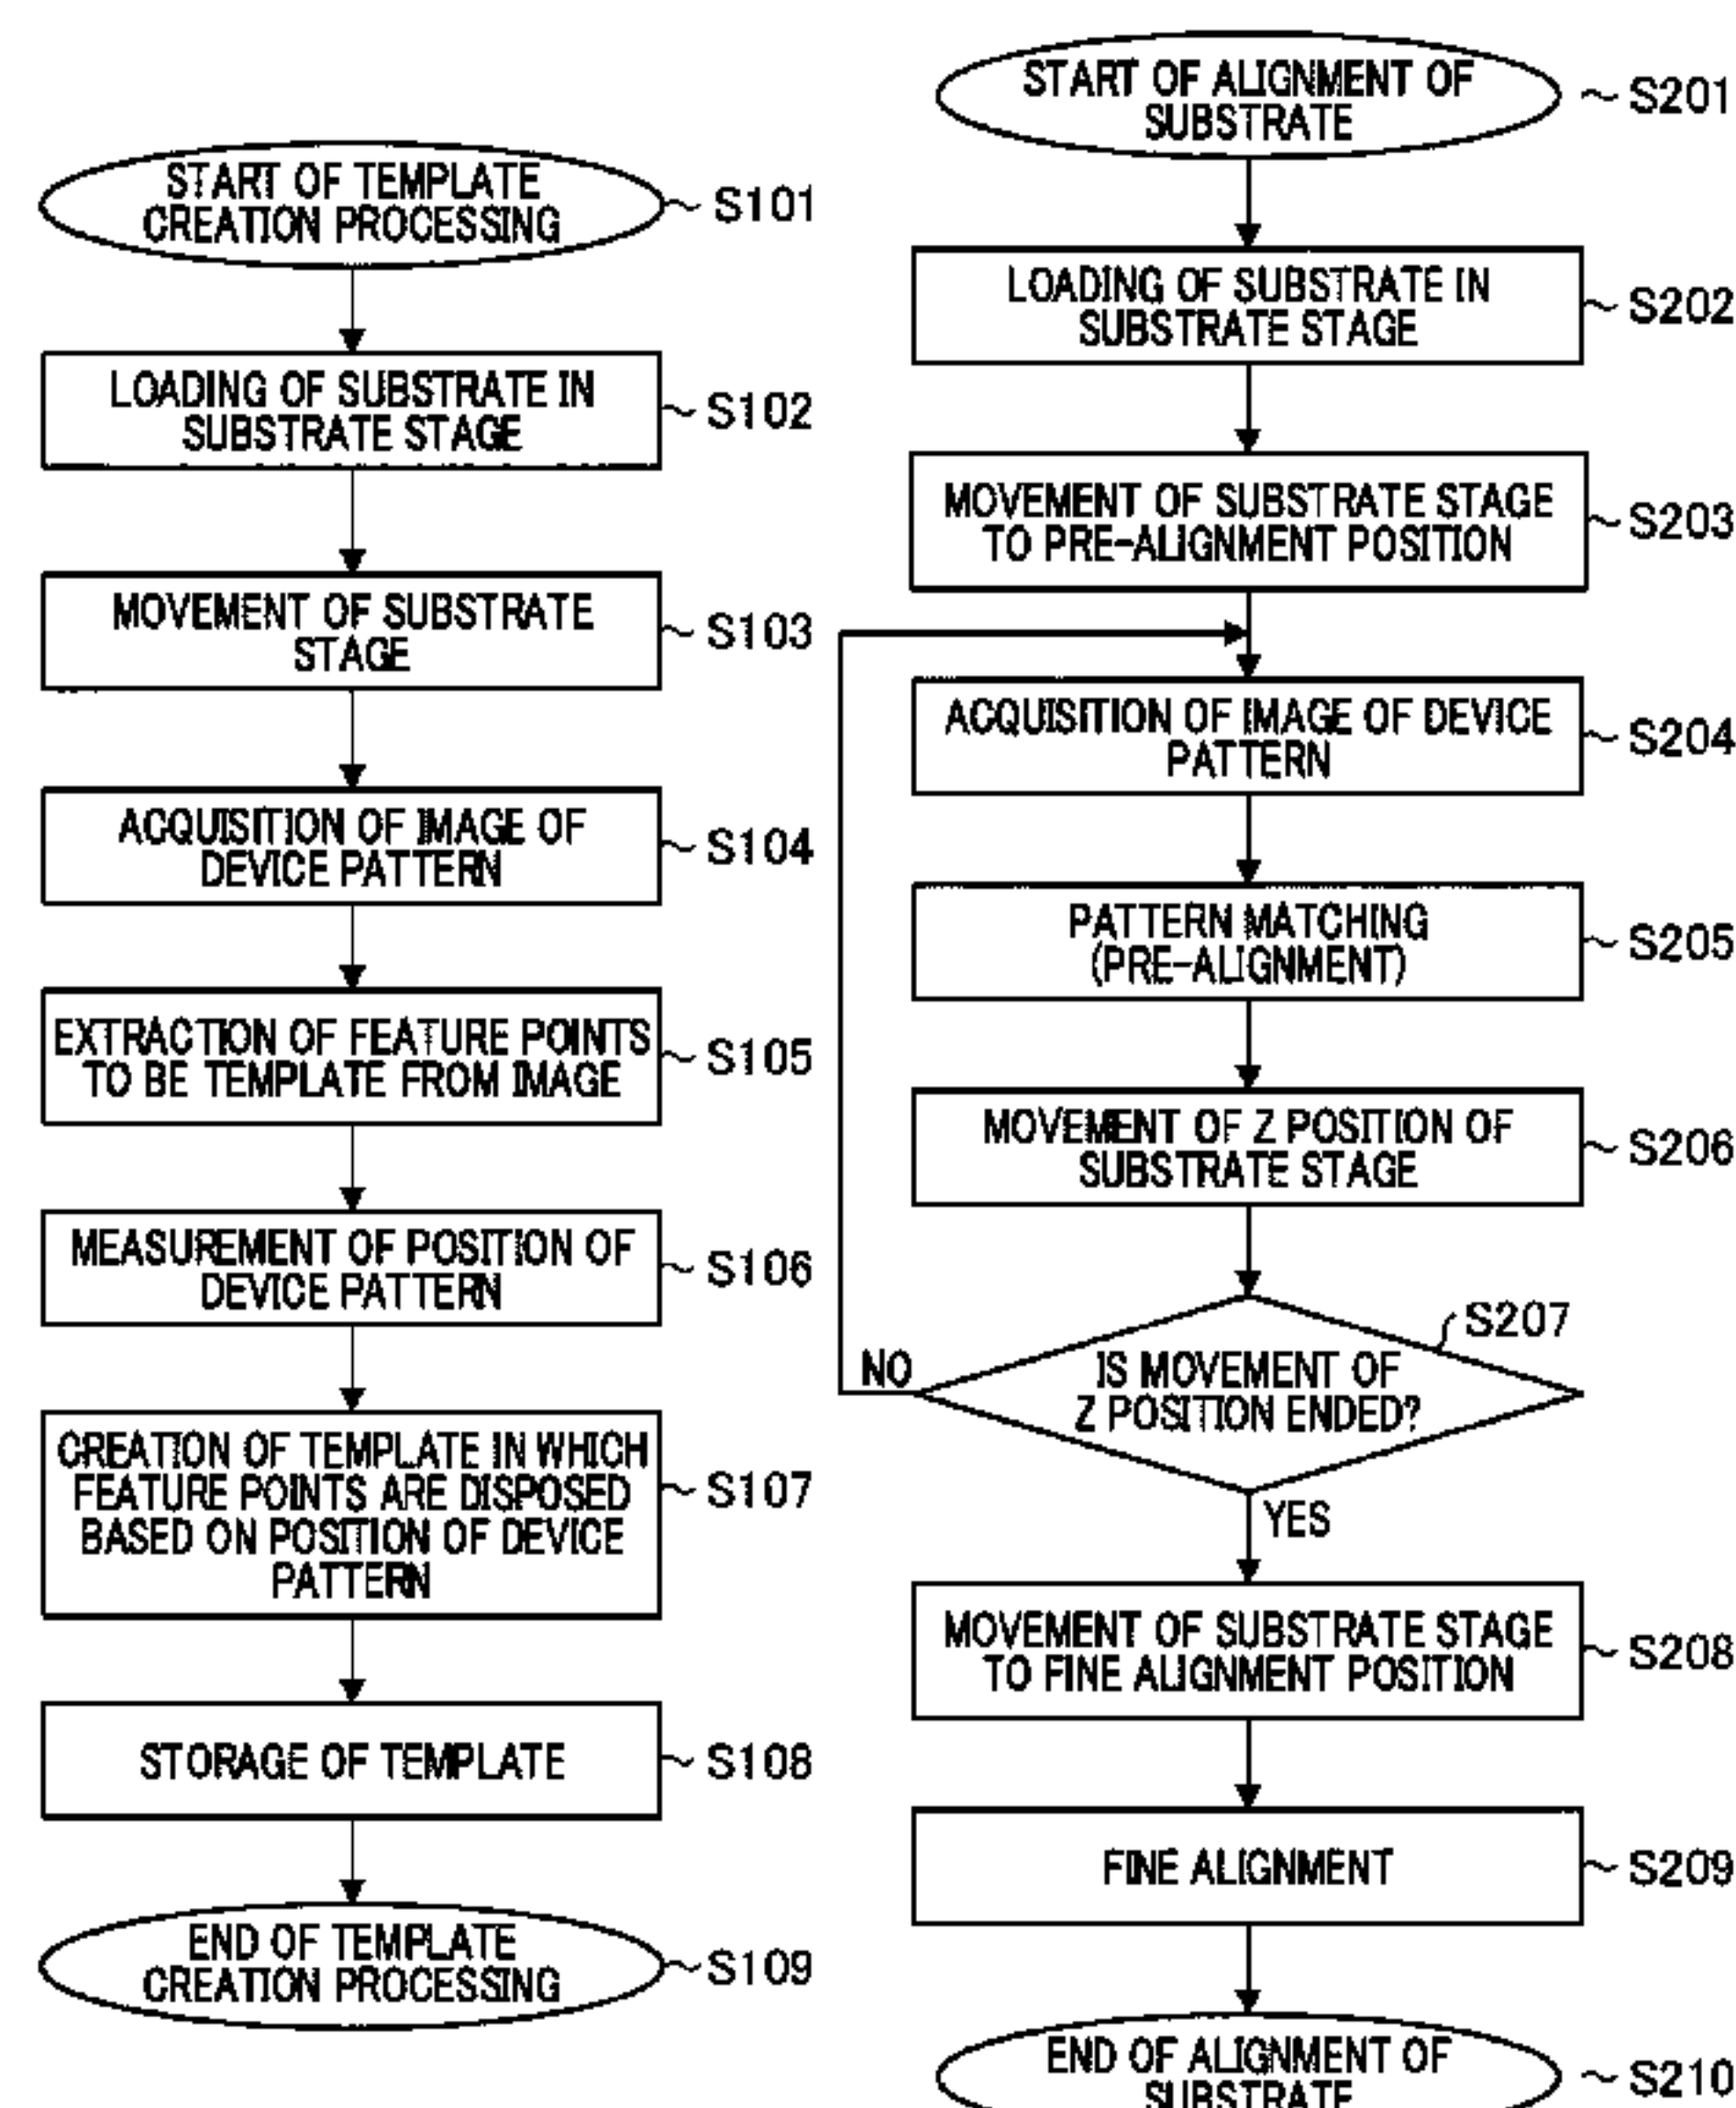 START OF TEMPLATE
CREATION PROCESSING
S101
LOADING OF SUBSTRATE IN
SUBSTRATE STAGE
S102
MOVEMENT OF SUBSTRATE
STAGE
S103
ACQUISITION OF IMAGE OF
DEVICE PATTERN
S104
EXTRACTION OF FEATURE POINTS
TO BE TEMPLATE FROM IMAGE
S105
MEASUREMENT OF POSITION OF
DEVICE PATTERN
S106
CREATION OF TEMPLATE IN WHICH
FEATURE POINTS ARE DISPOSED
BASED ON POSITION OF DEVICE
PATTERN
S107
STORAGE OF TEMPLATE
S108
END OF TEMPLATE
CREATION PROCESSING
S109
START OF ALIGNMENT OF
SUBSTRATE
S201
LOADING OF SUBSTRATE IN
SUBSTRATE STAGE
S202
MOVEMENT OF SUBSTRATE STAGE
TO PRE-ALIGNMENT POSITION
S203
ACQUISITION OF IMAGE OF DEVICE
PATTERN
S204
PATTERN MATCHING
(PRE-ALIGNMENT)
S205
MOVEMENT OF Z POSITION OF
SUBSTRATE STAGE
S206
IS MOVEMENT OF
Z POSITION ENDED?
S207
NO
YES
MOVEMENT OF SUBSTRATE STAGE
TO FINE ALIGNMENT POSITION
S208
FINE ALIGNMENT
S209
END OF ALIGNMENT OF
SUBSTRATE
S210